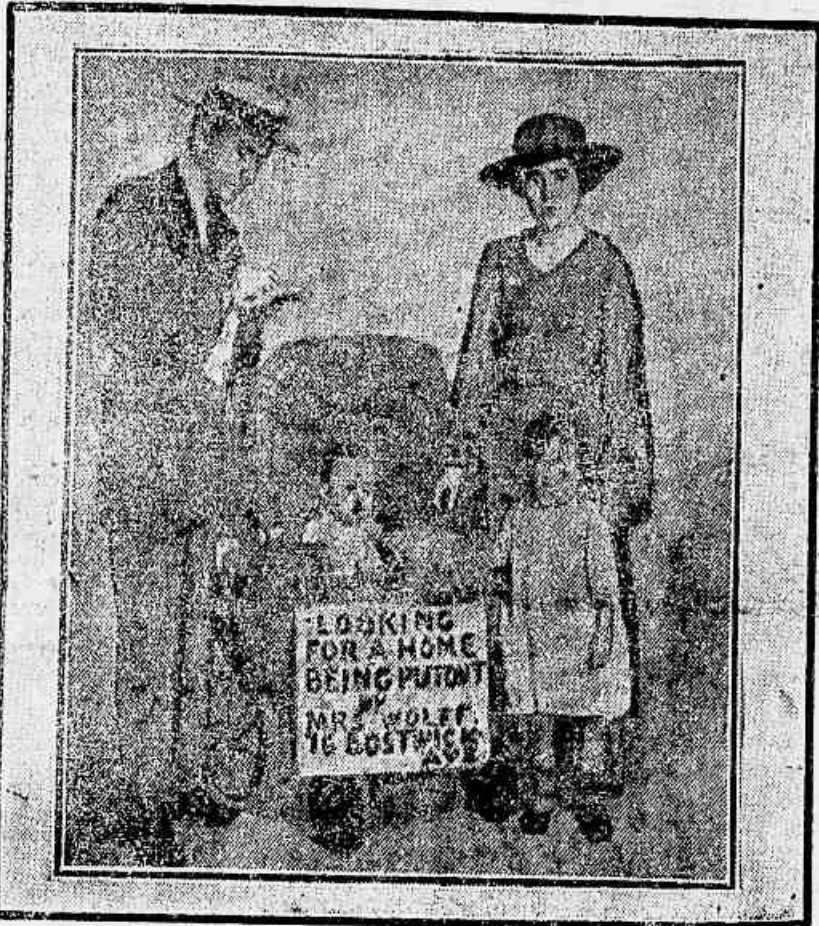 LOOKING
FOR A HOME
BEING PUT OUT
BY
MRS. WOLFF.
16 BOSTWICK
AVE